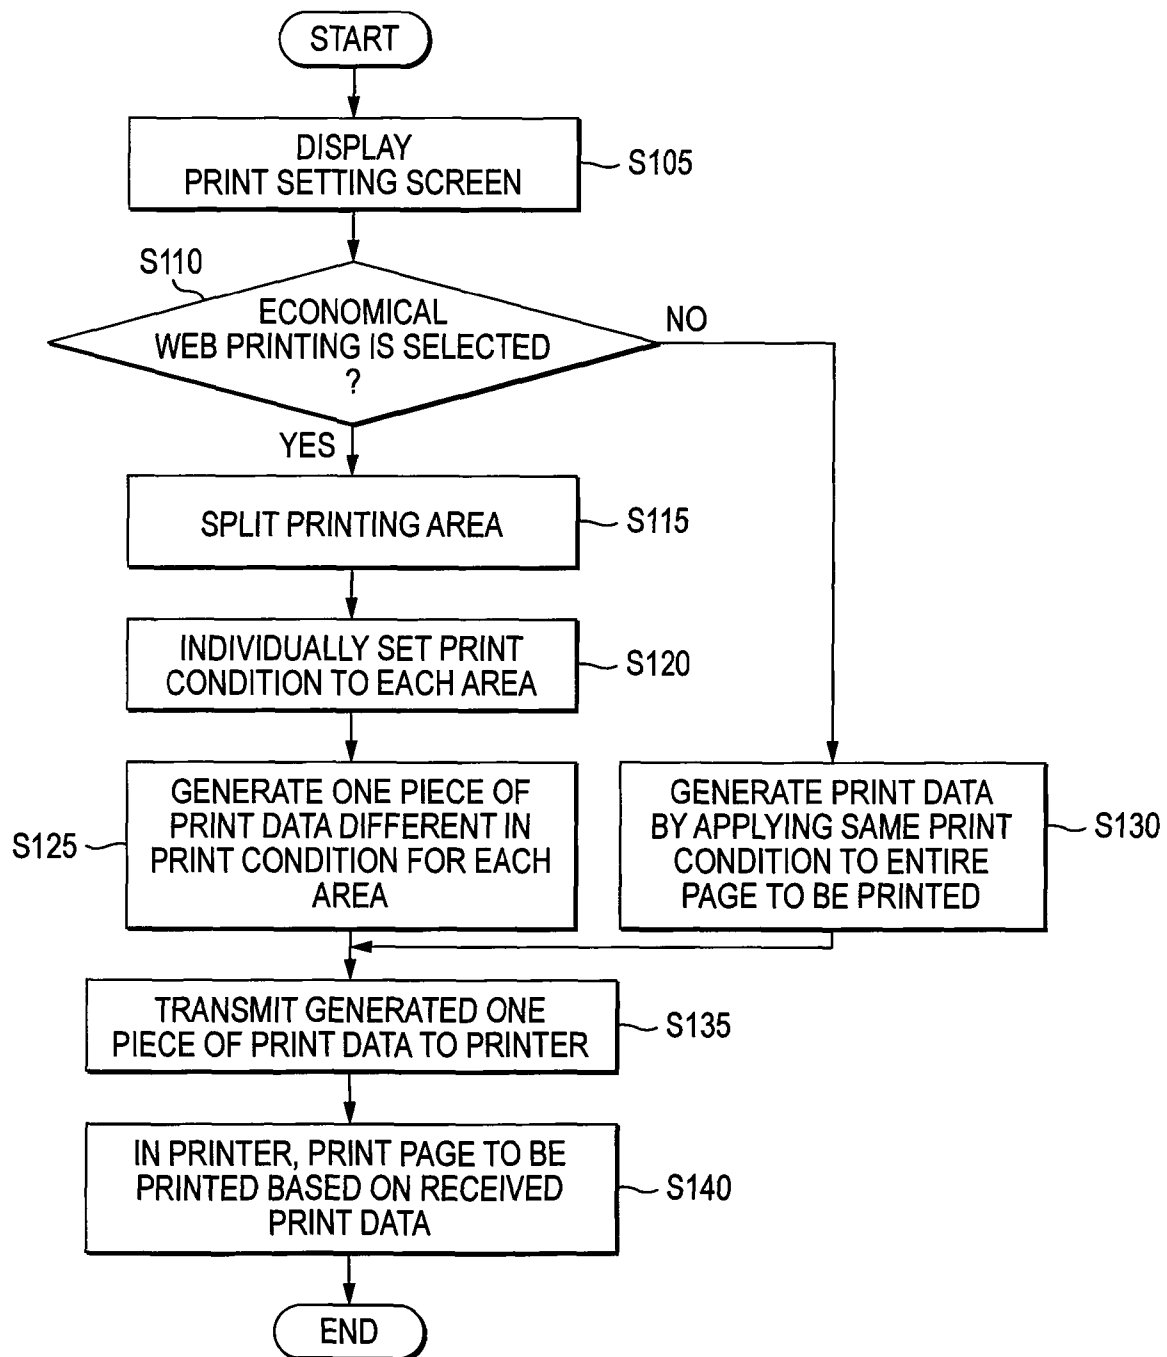 START
DISPLAY
PRINT SETTING SCREEN
S105
S110
ECONOMICAL
WEB PRINTING IS SELECTED
?
NO
YES
SPLIT PRINTING AREA
S115
INDIVIDUALLY SET PRINT
CONDITION TO EACH AREA
S120
GENERATE ONE PIECE OF
PRINT DATA DIFFERENT IN
PRINT CONDITION FOR EACH
AREA
S125
GENERATE PRINT DATA
BY APPLYING SAME PRINT
CONDITION TO ENTIRE
PAGE TO BE PRINTED
S130
TRANSMIT GENERATED ONE
PIECE OF PRINT DATA TO PRINTER
S135
IN PRINTER, PRINT PAGE TO BE
PRINTED BASED ON RECEIVED
PRINT DATA
S140
END